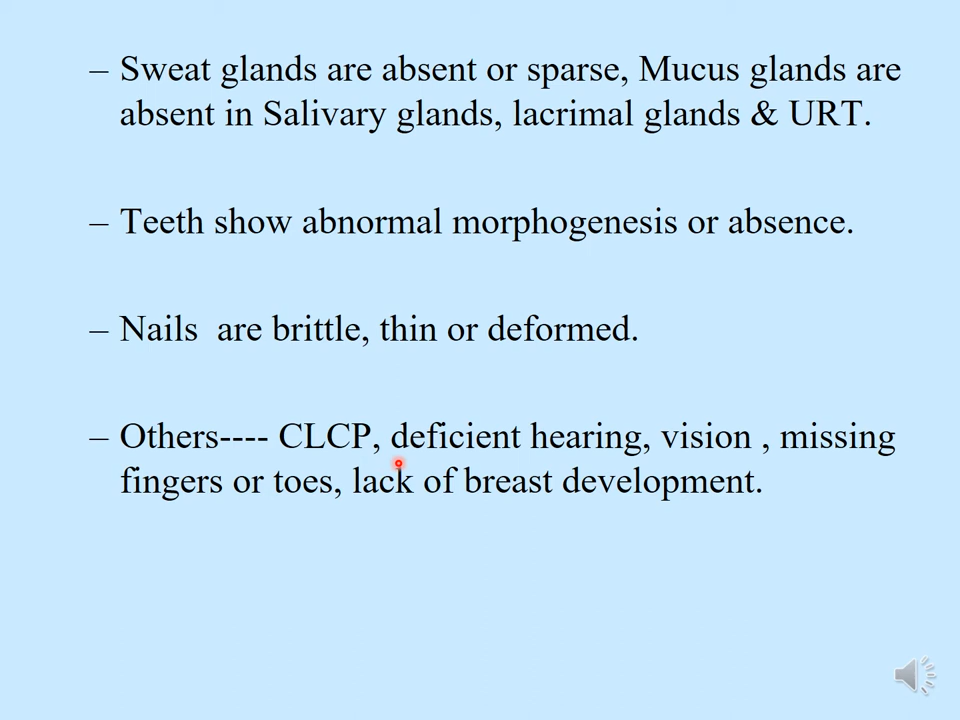 – Sweat glands are absent or sparse, Mucus glands are
absent in Salivary glands, lacrimal glands & URT.
– Teeth show abnormal morphogenesis or absence.
– Nails  are brittle, thin or deformed.
– Others---- CLCP, deficient hearing, vision , missing
fingers or toes, lack of breast development.